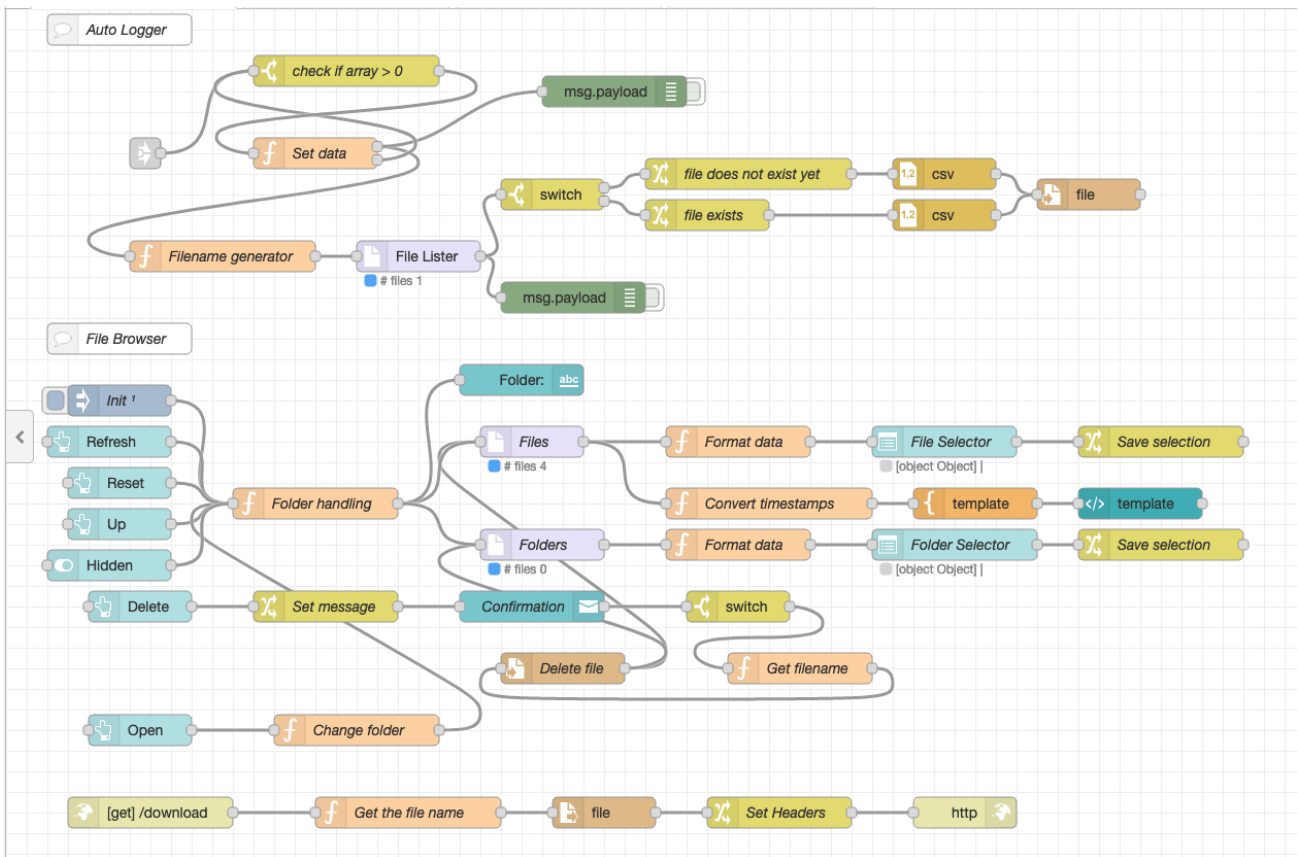 Auto Logger
check if array > 0
msg.payload
Set data
file does not exist yet
csv
switch
file
file exists
csv
Filename generator
File Lister
# files 1
msg.payload
File Browser
Folder:
abc
Init ¹
Refresh
Files
Format data
File Selector
Save selection
# files 4
[object Object] |
Reset
Folder handling
Convert timestamps
template
template
Up
Folders
Format data
Folder Selector
Save selection
Hidden
# files 0
[object Object] |
Delete
Set message
Confirmation
switch
Delete file
Get filename
Open
Change folder
[get] /download
Get the file name
file
Set Headers
http
1,2
1,2